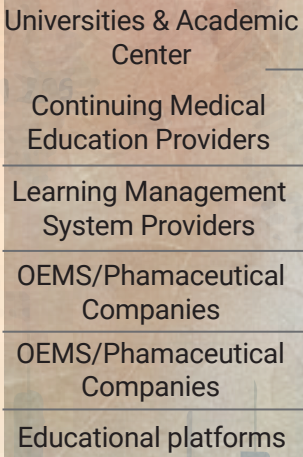 Universities & Academic
Center
Continuing Medical
Education Providers
Learning Management
System Providers
OEMS/Phamaceutical
Companies
OEMS/Phamaceutical
Companies
Educational platforms